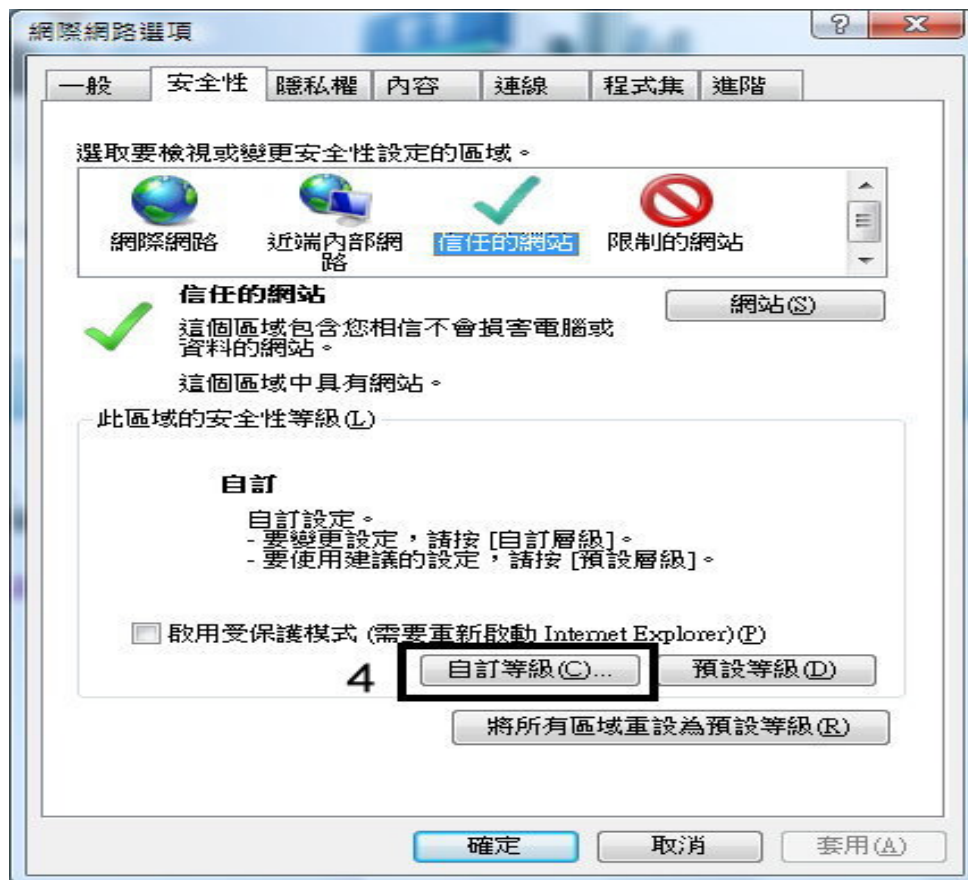 網際網路選項
一般
安全性
隱私權
內容
連線
程式集
進階
選取要檢視或變更安全性設定的區域。
網際網路
近端內部網
路
信任的網站
限制的網站
信任的網站
網站(S)
這個區域包含您相信不會損害電腦或
資料的網站。
這個區域中具有網站。
此區域的安全性等級(L)
自訂
自訂設定。
- 要變更設定，請按 [自訂層級]。
- 要使用建議的設定，請按 [預設層級]。
啟用受保護模式 (需要重新啟動 Internet Explorer)(P)
4
自訂等級(C)...
預設等級(D)
將所有區域重設為預設等級(R)
確定
取消
套用(A)